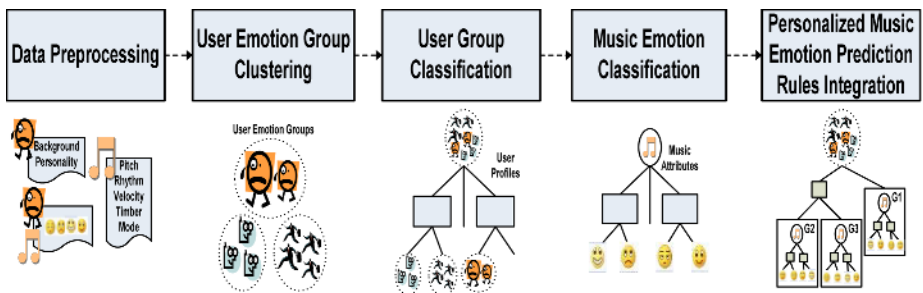 Data Preprocessing
User Emotion Group
Clustering
User Group
Classification
Music Emotion
Classification
Personalized Music
Emotion Prediction
Rules Integration
Background
Personality
Pitch
Rhythm
Velocity
Timber
Mode
User Emotion Groups
User
Profiles
Music
Attributes
G1
G2
G3